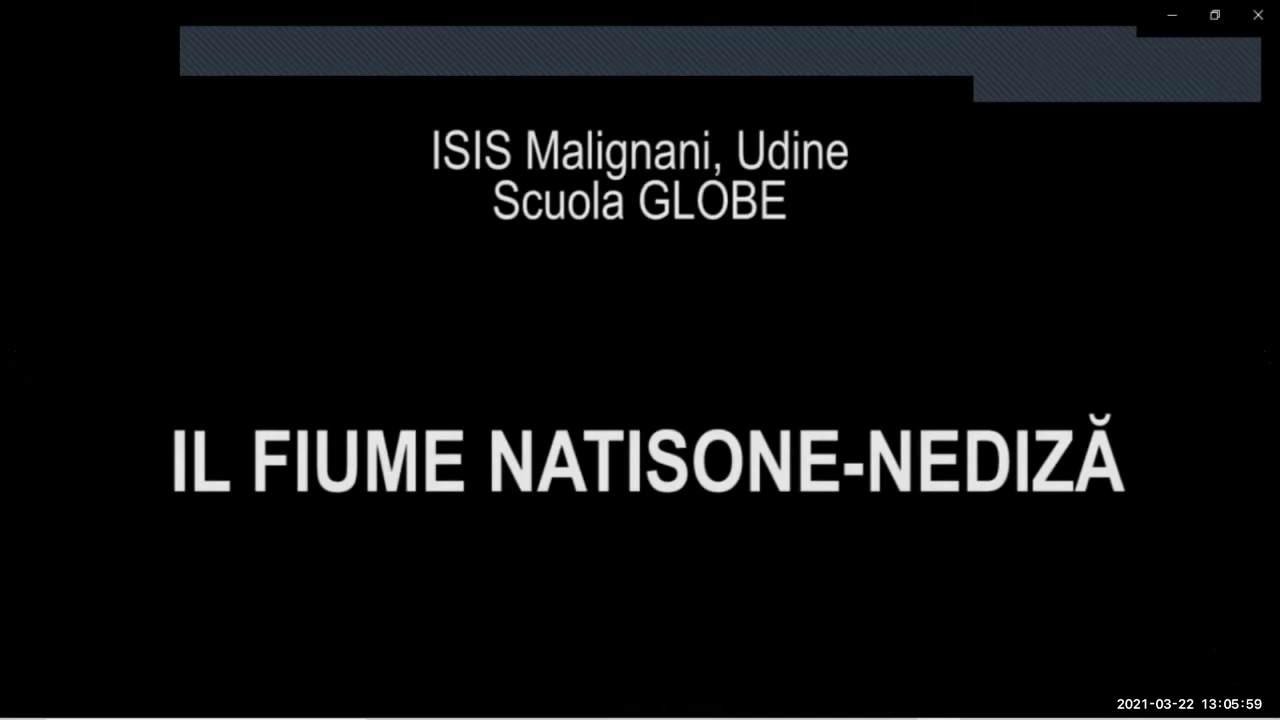 ISIS Malignani, Udine
Scuola GLOBE
IL FIUME NATISONE-NEDIZĂ
2021-03-22 13:05:59